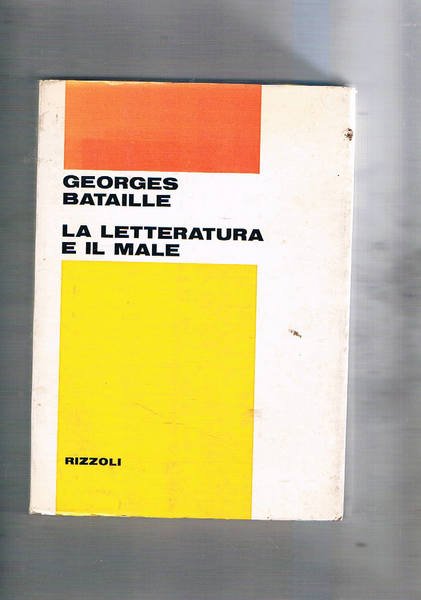 GEORGES
BATAILLE
LA LETTERATURA
E IL MALE
RIZZOLI